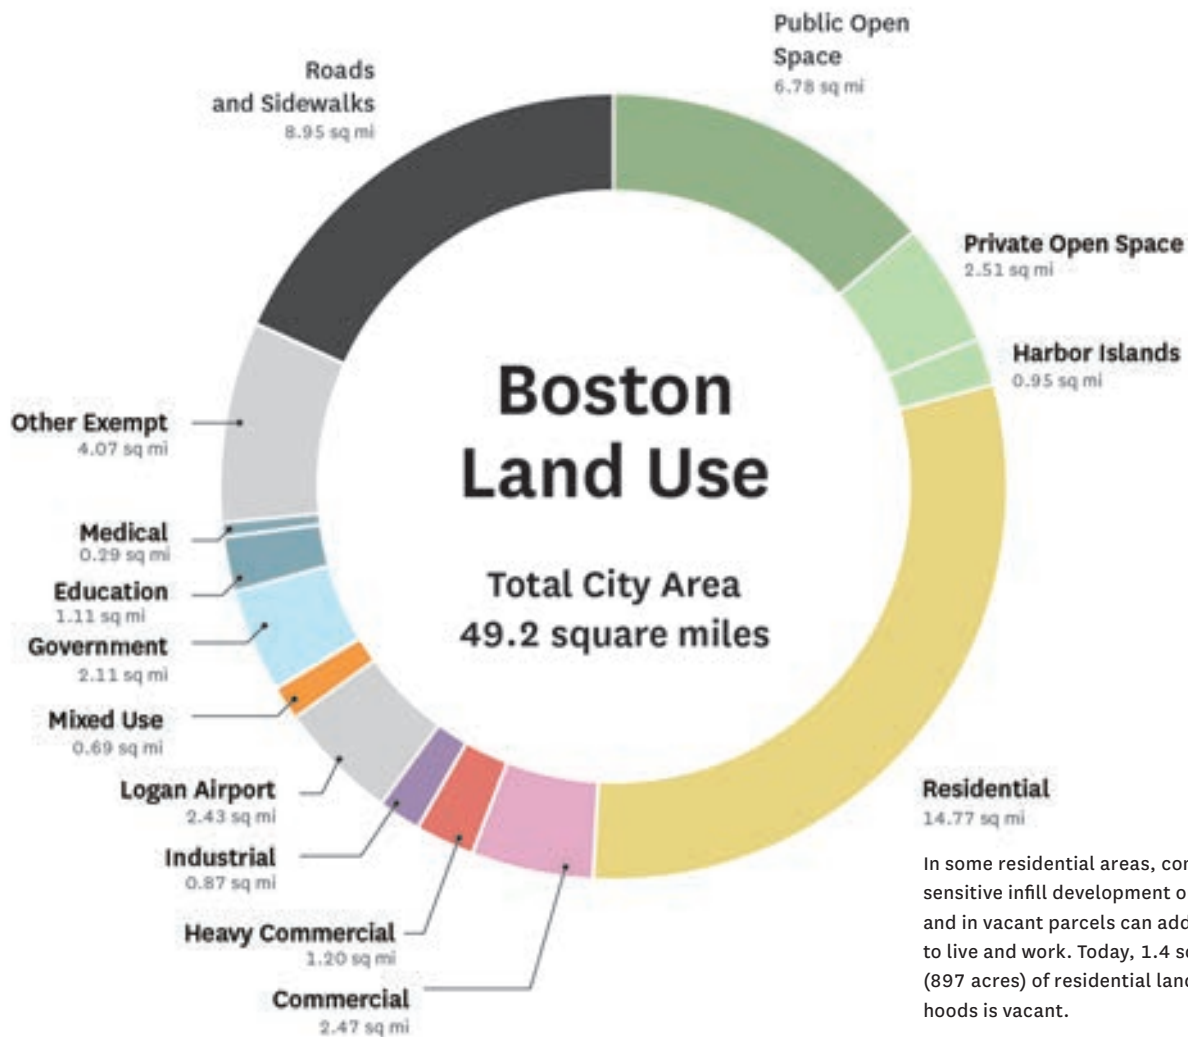 Public Open
Space
6.78 sq mi
Roads
and Sidewalks
8.95 sq mi
Private Open Space
2.51 sq mi
Harbor Islands
0.95 sq mi
Boston
Land Use
Total City Area
49.2 square miles
Other Exempt
4.07 sq mi
Medical
0.29 sq mi
Education
1.11 sq mi
Government
2.11 sq mi
Mixed Use
0.69 sq mi
Logan Airport
2.43 sq mi
Industrial
0.87 sq mi
Heavy Commercial
1.20 sq mi
Commercial
2.47 sq mi
Residential
14.77 sq mi
In some residential areas,
sensitive infill development
and in vacant parcels can
to live and work. Today, 1.4
(897 acres) of residential
hoods is vacant.